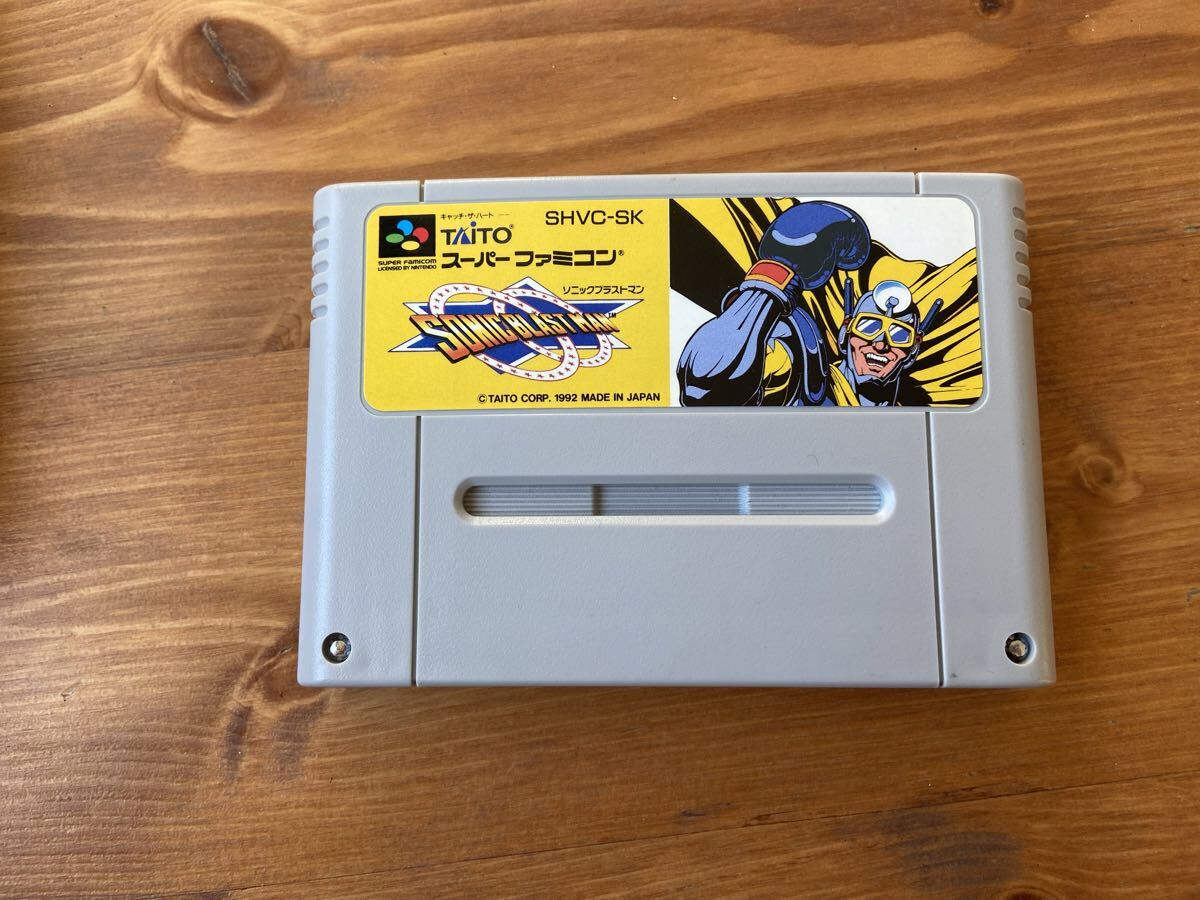 キャッチ・ザ・ハート
SHVC-SK
TAITO®
SUPER FAMICOM
LICENSED BY NINTENDO
スーパーファミコン®
ソニックブラストマン
SONIC BLAST MAN™
© TAITO CORP. 1992 MADE IN JAPAN